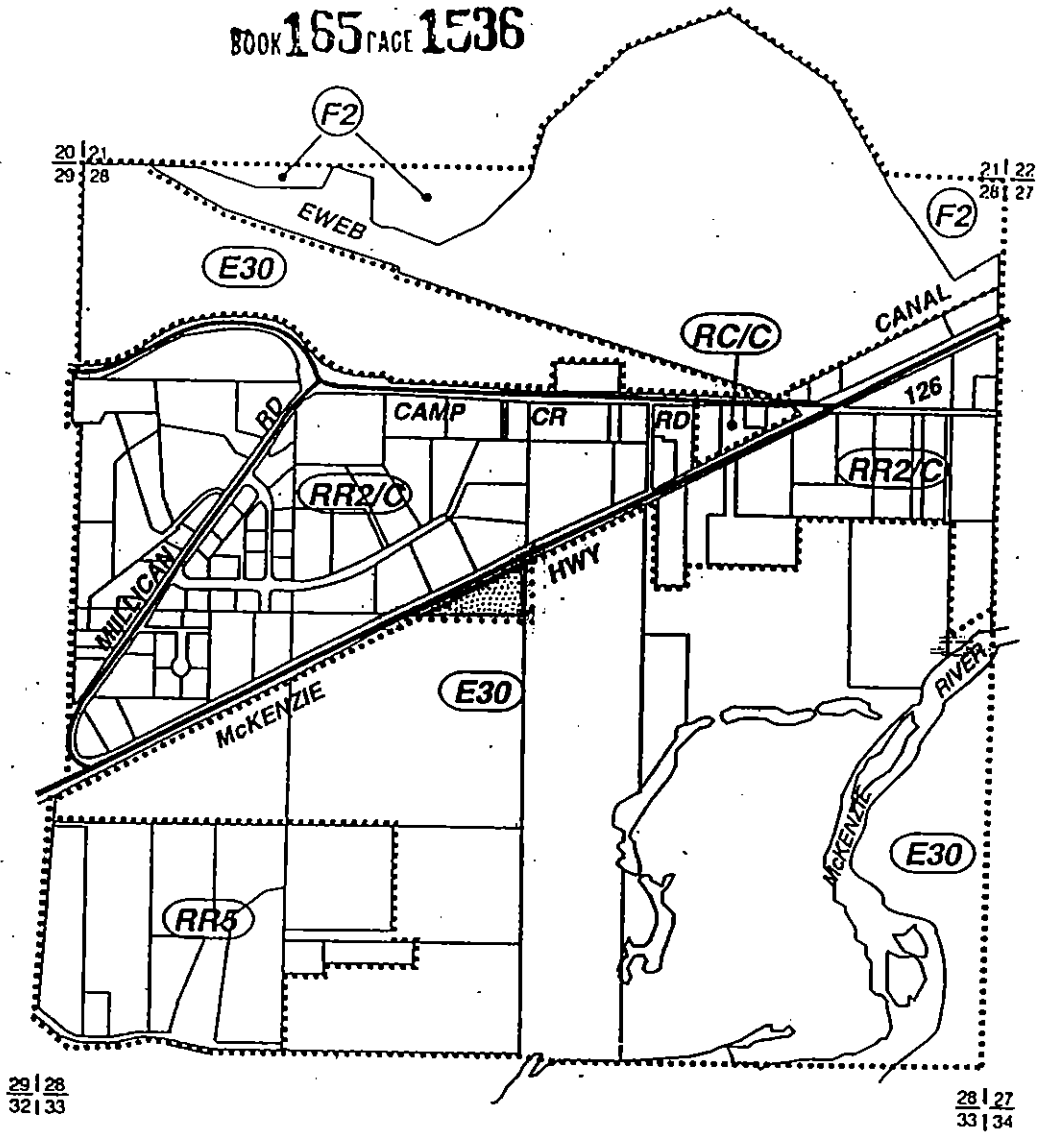 BOOK 165 PAGE 1536
F2
20 | 21
29 | 28
21 | 22
28 | 27
F2
EWEB
E30
CANAL
RC/C
126
RD
CAMP CR RD
RR2/C
RR2/C
MILLICAN
HWY
RIVER
E30
McKENZIE
McKENZIE
E30
RR5
29 | 28
32 | 33
28 | 27
33 | 34